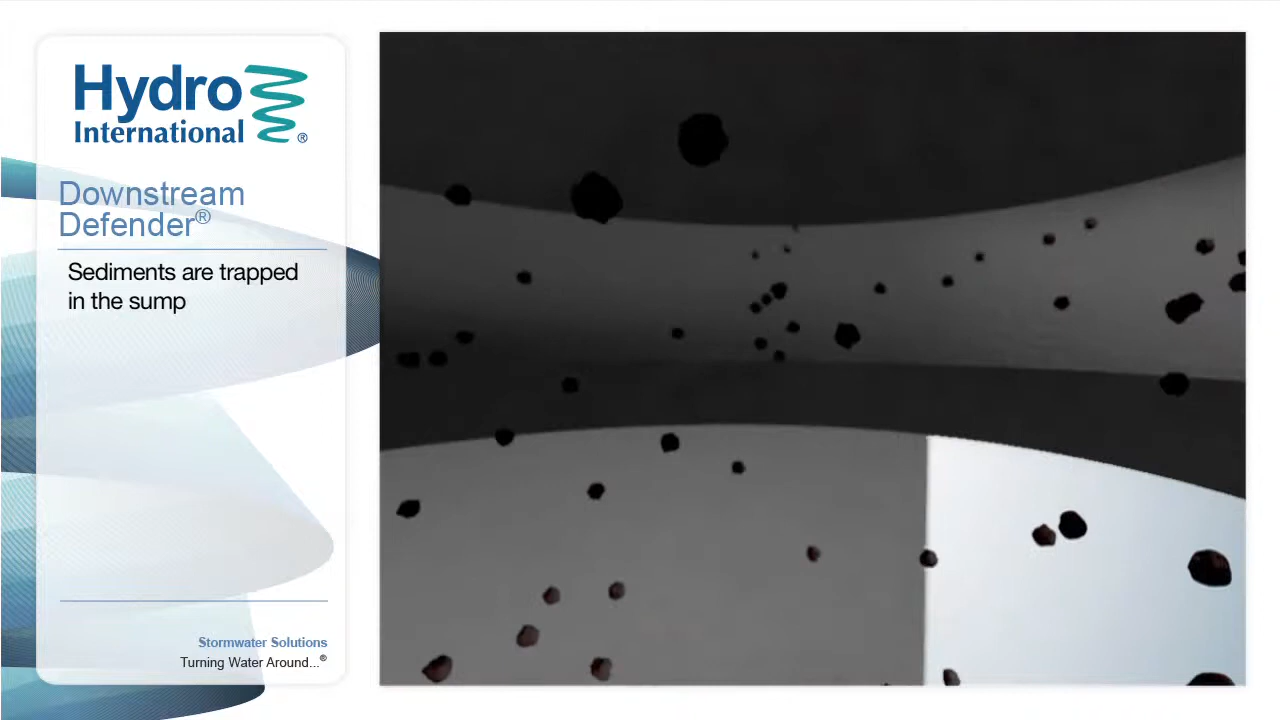 Hydro
International®
Downstream
Defender®
Sediments are trapped
in the sump
Stormwater Solutions
Turning Water Around...®